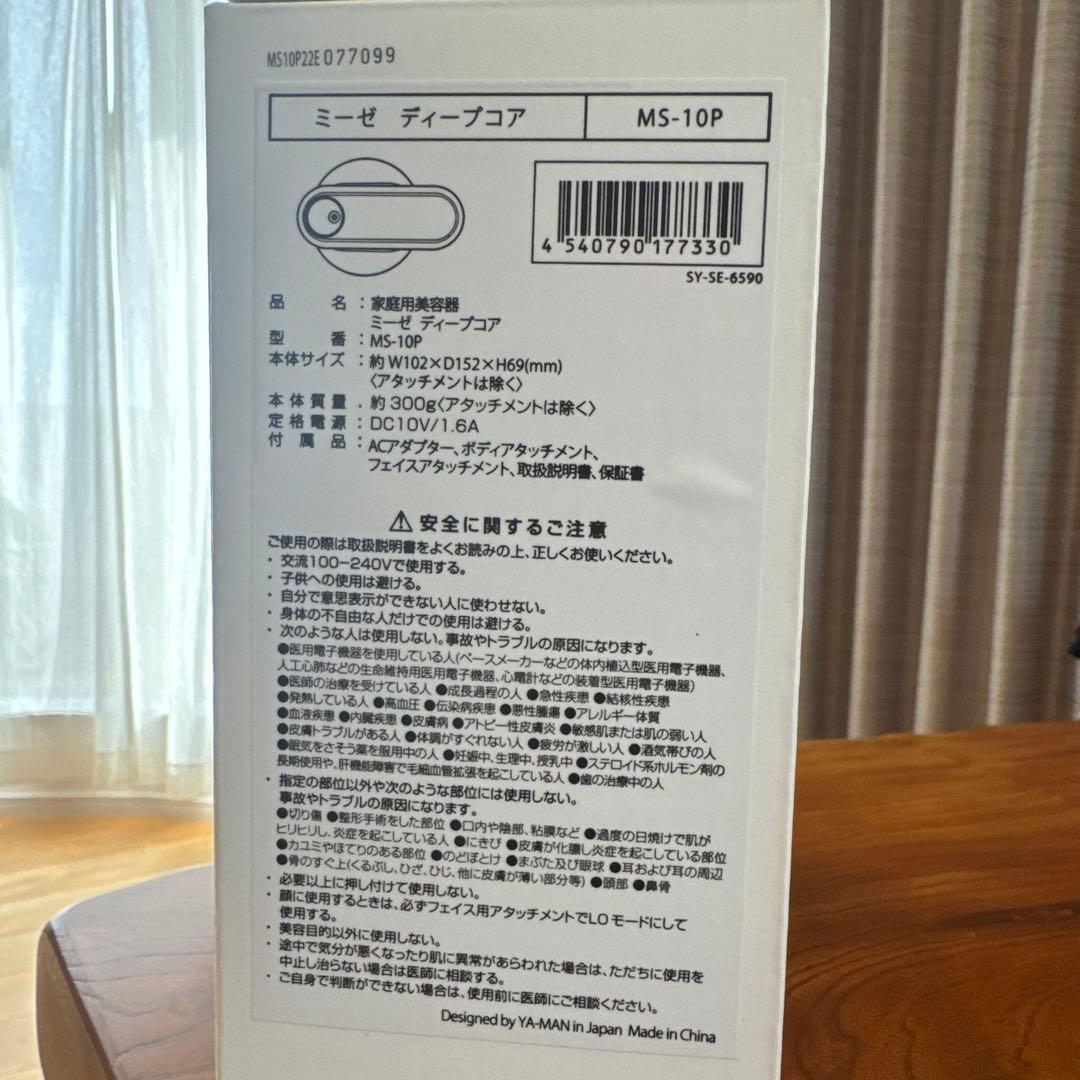 MS10P22E077099
ミーゼ ディープコア MS-10P
4 540790 177330
SY-SE-6590
品名:家庭用美容器
ミーゼ ディープコア
型番:MS-10P
本体サイズ:約W102×D152×H69(mm)
〈アタッチメントは除く〉
本体質量:約300g〈アタッチメントは除く〉
定格電源:DC10V/1.6A
付属品:ACアダプター、ボディアタッチメント、
フェイスアタッチメント、取扱説明書、保証書
⚠安全に関するご注意
ご使用の際は取扱説明書をよくお読みの上、正しくお使いください。
・交流100-240Vで使用する。
・子供への使用は避ける。
・自分で意思表示ができない人に使わせない。
・身体の不自由な人だけでの使用は避ける。
・次のような人は使用しない。事故やトラブルの原因になります。
●医用電子機器を使用している人(ペースメーカーなどの体内植込型医用電子機器、
人工心肺などの生命維持用医用電子機器、心電計などの装着型医用電子機器)
●医師の治療を受けている人 ●成長過程の人 ●急性疾患 ●結核性疾患
●発熱している人 ●高血圧 ●伝染病疾患 ●悪性腫瘍 ●アレルギー体質
●血液疾患 ●内臓疾患 ●皮膚病 ●アトピー性皮膚炎 ●敏感肌または肌の弱い人
●皮膚トラブルがある人 ●体調がすぐれない人 ●疲労が激しい人 ●酒気帯びの人
●眠気をさそう薬を服用中の人 ●妊娠中、生理中、授乳中 ●ステロイド系ホルモン剤の
長期使用や、肝機能障害で毛細血管拡張を起こしている人 ●歯の治療中の人
・指定の部位以外や次のような部位には使用しない。
事故やトラブルの原因になります。
●切り傷 ●整形手術をした部位 ●口内や陰部、粘膜など ●過度の日焼けで肌が
ヒリヒリし、炎症を起こしている人 ●にきび ●皮膚が化膿し炎症を起こしている部位
●カユミやほてりのある部位 ●のどぼとけ ●まぶた及び眼球 ●耳および耳の周辺
●骨のすぐ上(くるぶし、ひざ、ひじ、他に皮膚が薄い部分等) ●頭部 ●鼻骨
・必要以上に押し付けて使用しない。
・顔に使用するときは、必ずフェイス用アタッチメントでLOモードにして
使用する。
・美容目的以外に使用しない。
・途中で気分が悪くなったり肌に異常があらわれた場合は、ただちに使用を
中止し治らない場合は医師に相談する。
・ご自身で判断ができない場合は、使用前に医師にご相談ください。
Designed by YA-MAN in Japan Made in China